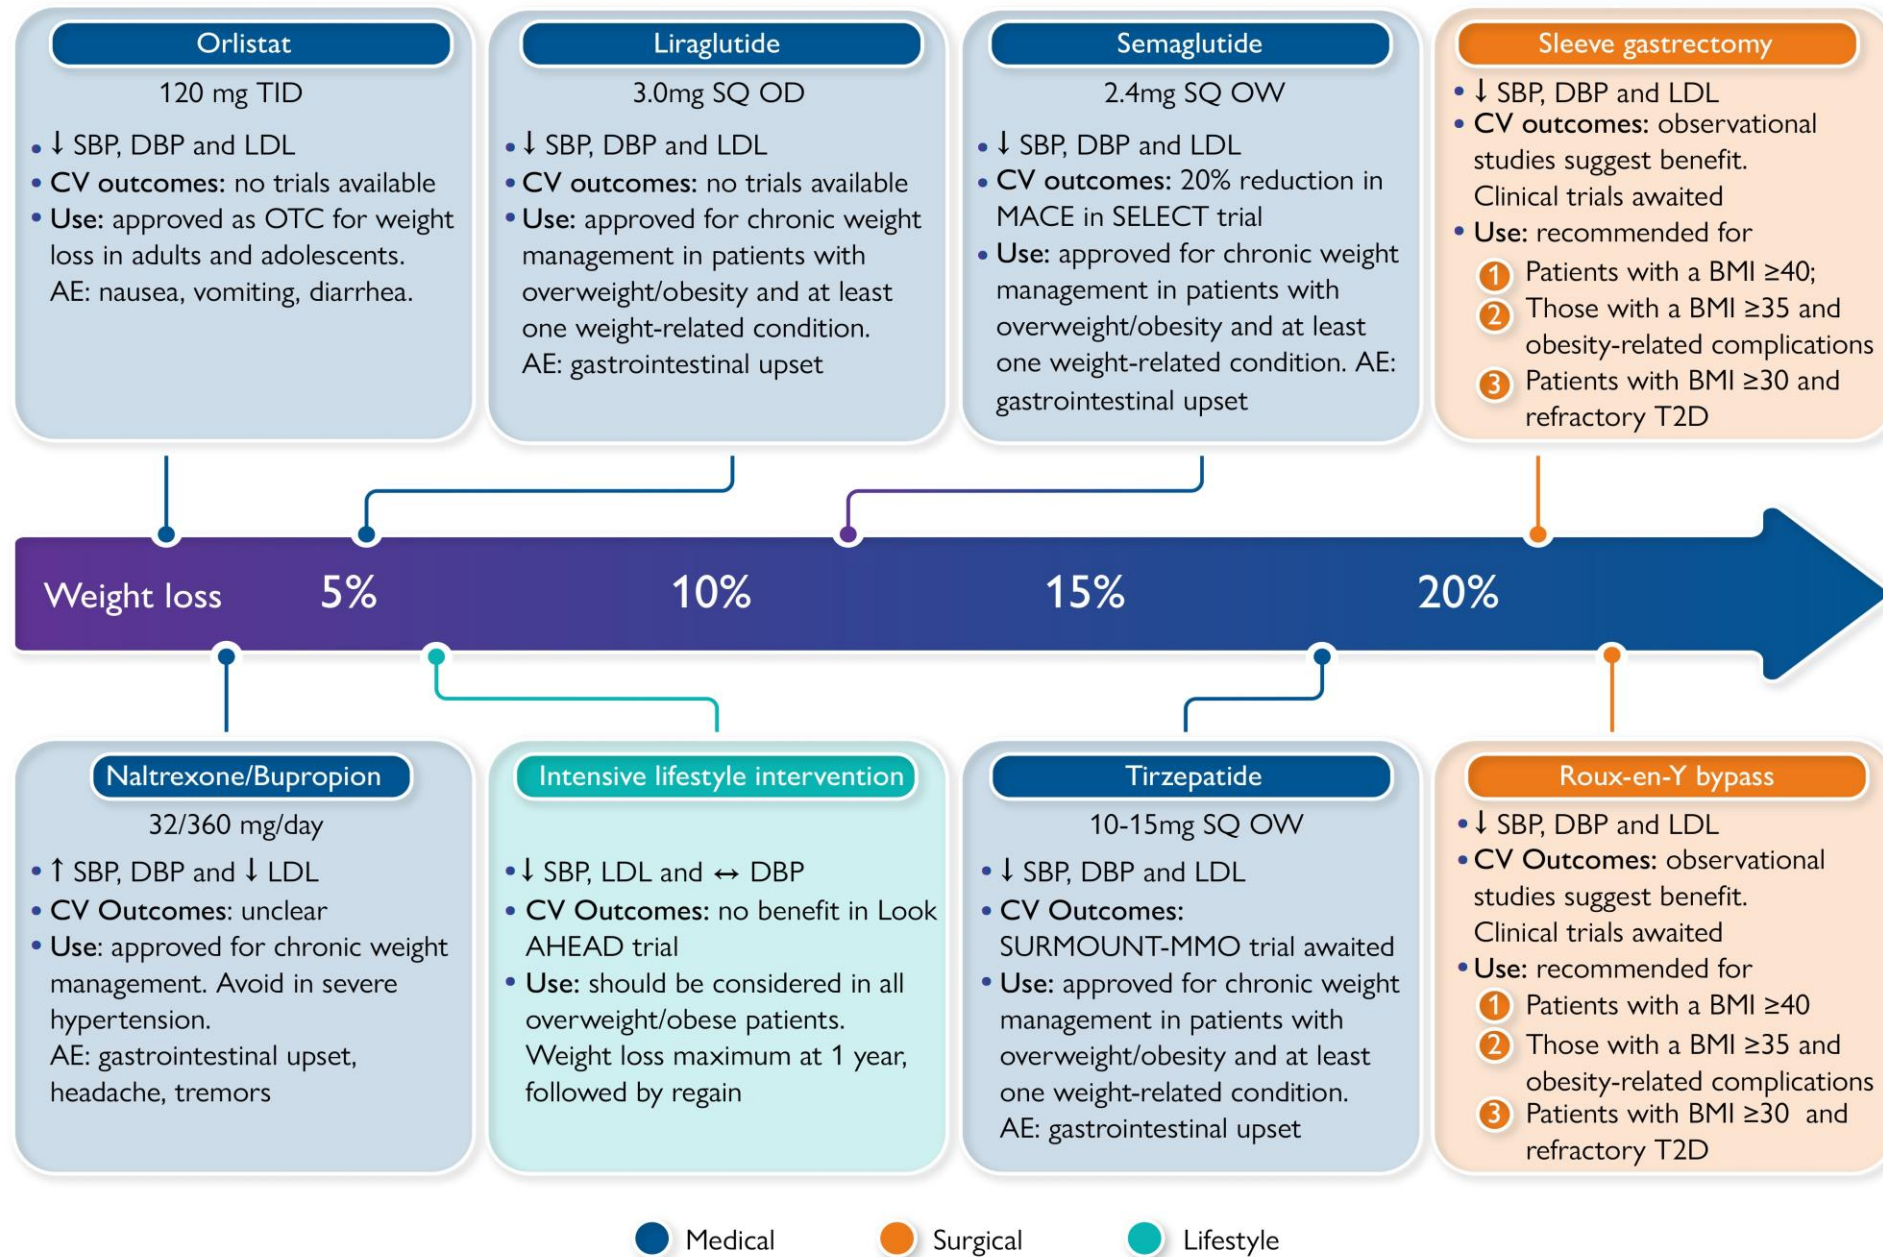 Orlistat
120 mg TID
• ↓ SBP, DBP and LDL
• CV outcomes: no trials available
• Use: approved as OTC for weight
loss in adults and adolescents.
AE: nausea, vomiting, diarrhea.
Liraglutide
3.0mg SQ OD
• ↓ SBP, DBP and LDL
• CV outcomes: no trials available
• Use: approved for chronic weight
management in patients with
overweight/obesity and at least
one weight-related condition.
AE: gastrointestinal upset
Semaglutide
2.4mg SQ OW
• ↓ SBP, DBP and LDL
• CV outcomes: 20% reduction in
MACE in SELECT trial
• Use: approved for chronic weight
management in patients with
overweight/obesity and at least
one weight-related condition. AE:
gastrointestinal upset
Sleeve gastrectomy
• ↓ SBP, DBP and LDL
• CV outcomes: observational
studies suggest benefit.
Clinical trials awaited
• Use: recommended for
1 Patients with a BMI ≥40;
2 Those with a BMI ≥35 and
obesity-related complications
3 Patients with BMI ≥30 and
refractory T2D
Weight loss 5% 10% 15% 20%
Naltrexone/Bupropion
32/360 mg/day
• ↑ SBP, DBP and ↓ LDL
• CV Outcomes: unclear
• Use: approved for chronic weight
management. Avoid in severe
hypertension.
AE: gastrointestinal upset,
headache, tremors
Intensive lifestyle intervention
• ↓ SBP, LDL and ↔ DBP
• CV Outcomes: no benefit in Look
AHEAD trial
• Use: should be considered in all
overweight/obese patients.
Weight loss maximum at 1 year,
followed by regain
Tirzepatide
10-15mg SQ OW
• ↓ SBP, DBP and LDL
• CV Outcomes:
SURMOUNT-MMO trial awaited
• Use: approved for chronic weight
management in patients with
overweight/obesity and at least
one weight-related condition.
AE: gastrointestinal upset
Roux-en-Y bypass
• ↓ SBP, DBP and LDL
• CV Outcomes: observational
studies suggest benefit.
Clinical trials awaited
• Use: recommended for
1 Patients with a BMI ≥40
2 Those with a BMI ≥35 and
obesity-related complications
3 Patients with BMI ≥30 and
refractory T2D
Medical Surgical Lifestyle